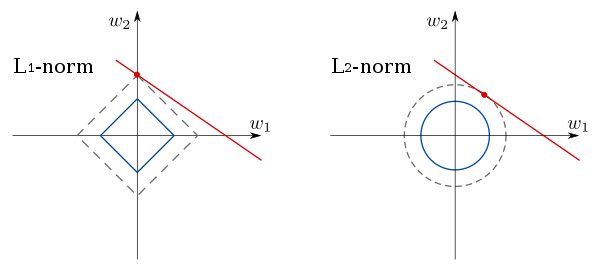 w₂
L₁-norm
w₁
w₂
L₂-norm
w₁